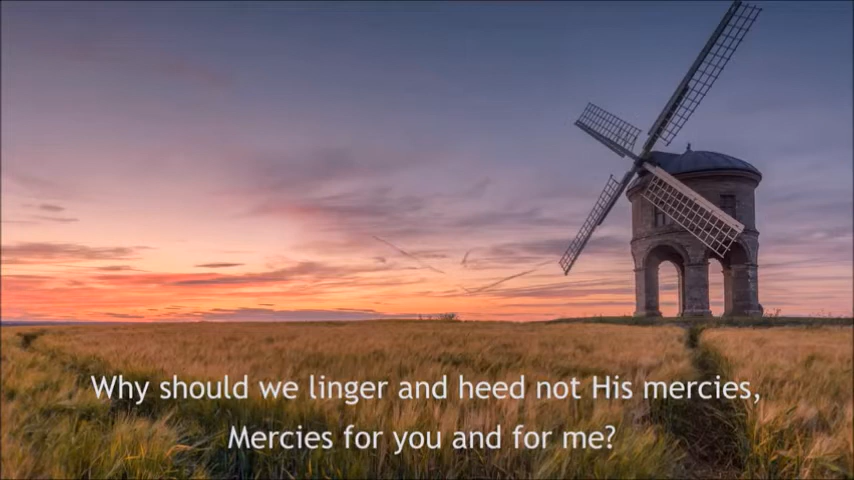 Why should we linger and heed not His mercies,
Mercies for you and for me?